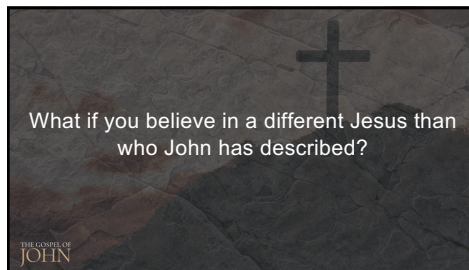 What if you believe in a different Jesus than
who John has described?
THE GOSPEL OF
JOHN